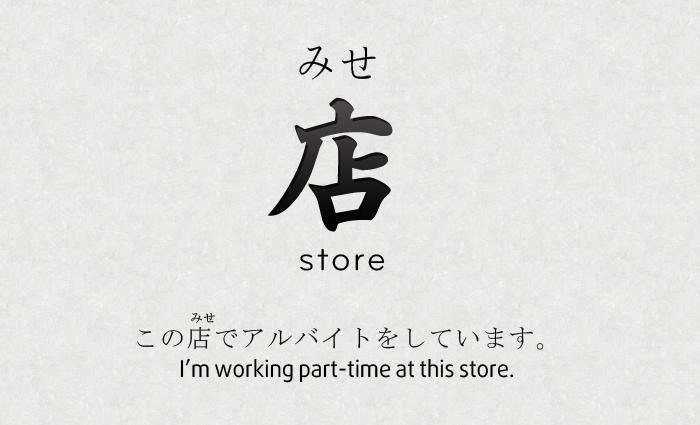 みせ
店
store
みせ
この店でアルバイトをしています。
I'm working part-time at this store.